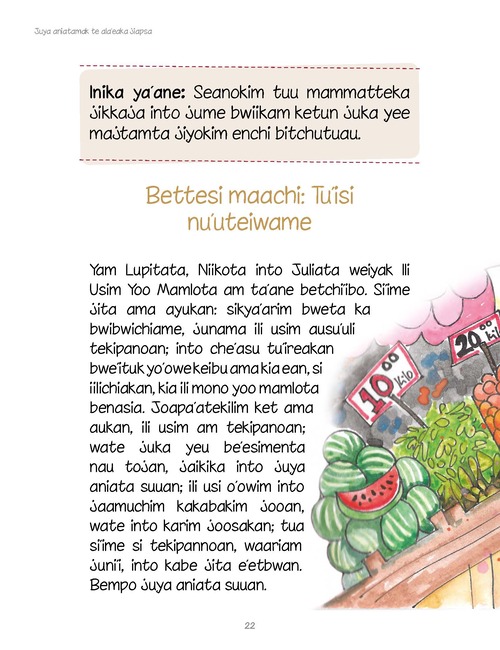 Juya aniatamak te ala'eaka jiapsa
Inika ya'ane: Seanokim tuu mammatteka
jikkaja into jume bwiikam ketun juka yee
majtamta jiyokim enchi bitchutuau.
Bettesi maachi: Tu'isi
nu'uteiwame
Yam Lupitata, Niikota into Juliata weiyak Ili
Usim Yoo Mamlota am ta'ane betchi'ibo. Si'ime
jita ama ayukan: sikya'arim bweta ka
bwibwichiame, junama ili usim ausu'uli
tekipanoan; into che'asu tu'ireakan
bwe'ituk yo'owe keibu ama kia ean, si
iilichiakan, kia ili mono yoo mamlota
benasia. Joapa'atekilim ket ama
aukan, ili usim am tekipanoan;
wate juka yeu be'esimenta
nau tojan, jaikika into juya
aniata suuan; ili usi o'owim into
jaamuchim kakabakim jooan,
wate into karim joosakan; tua
si'ime si tekipannoan, waariam
juni'i, into kabe jita e'etbwan.
Bempo juya aniata suuan.
10⁰⁰ kilo
20⁰⁰ kil
22